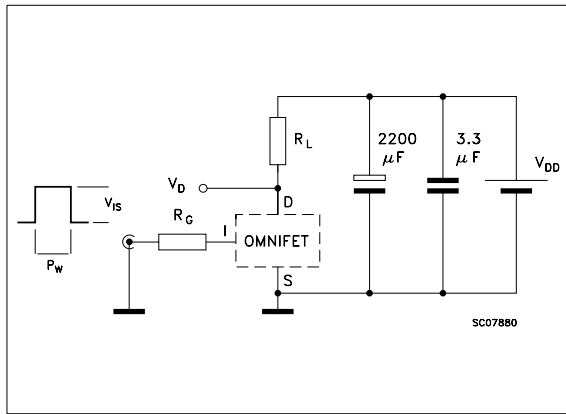 R_L
2200
µF
3.3
µF
V_DD
V_D
D
V_IS
R_G
I
OMNIFET
P_W
S
SC07880